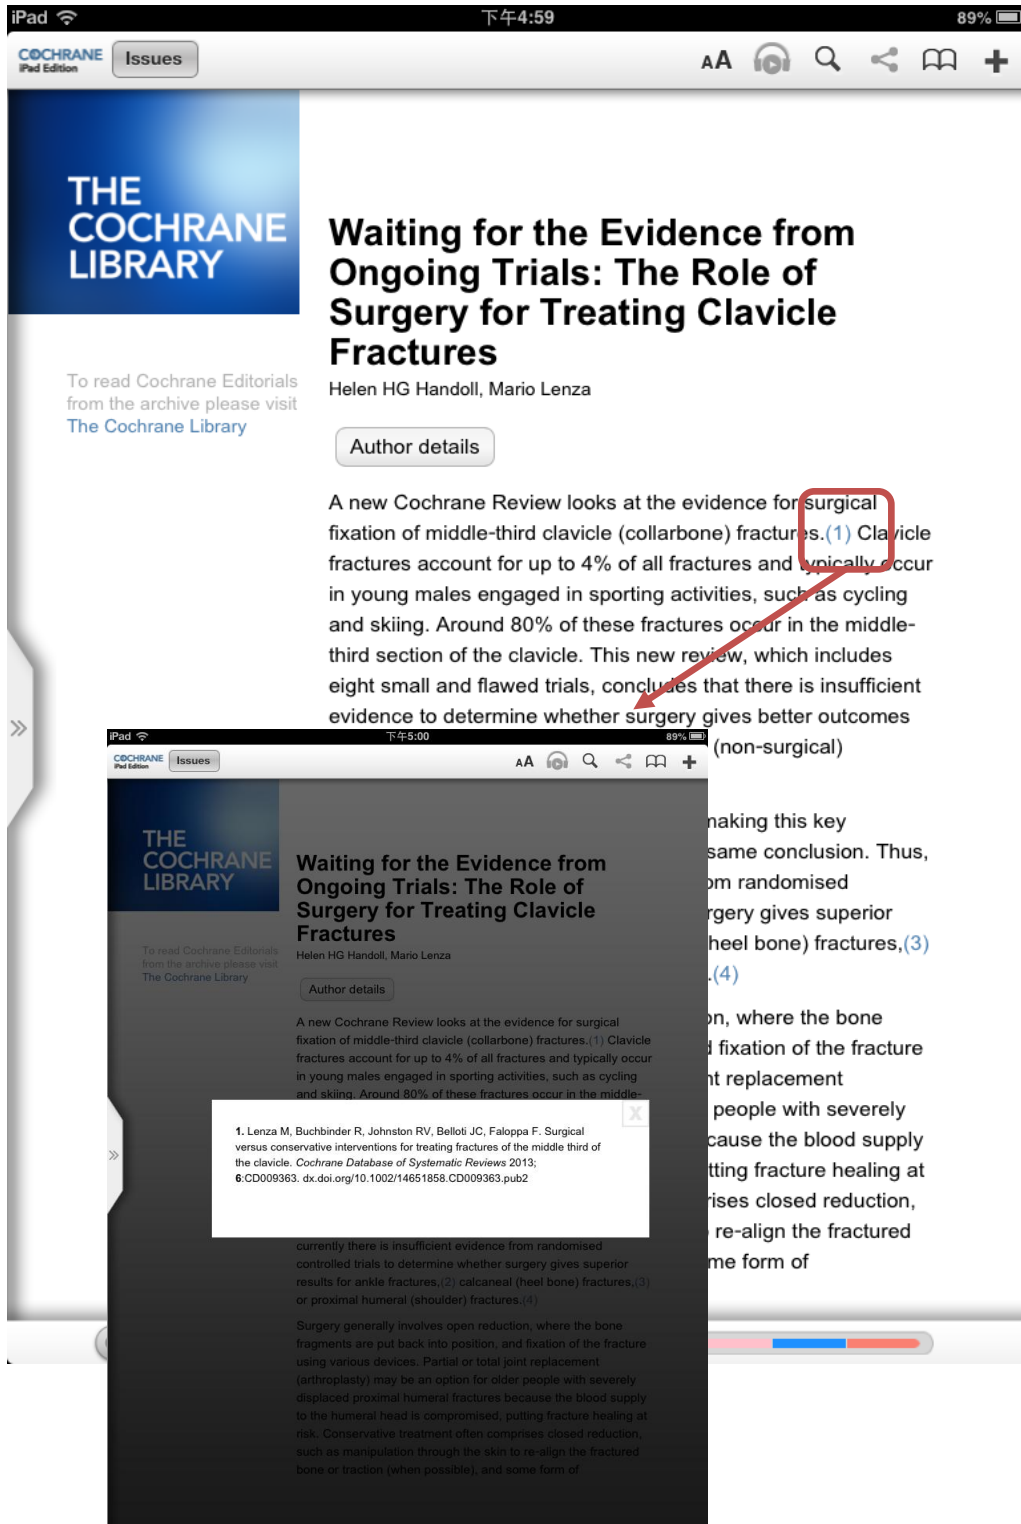 iPad 下午4:59 89%
COCHRANE
iPad Edition
Issues
AA
THE
COCHRANE
LIBRARY
To read Cochrane Editorials
from the archive please visit
The Cochrane Library
Waiting for the Evidence from
Ongoing Trials: The Role of
Surgery for Treating Clavicle
Fractures
Helen HG Handoll, Mario Lenza
Author details
A new Cochrane Review looks at the evidence for surgical
fixation of middle-third clavicle (collarbone) fractures.(1) Clavicle
fractures account for up to 4% of all fractures and typically occur
in young males engaged in sporting activities, such as cycling
and skiing. Around 80% of these fractures occur in the middle-
third section of the clavicle. This new review, which includes
eight small and flawed trials, concludes that there is insufficient
evidence to determine whether surgery gives better outcomes
(non-surgical)
making this key
same conclusion. Thus,
om randomised
rgery gives superior
heel bone) fractures,(3)
.(4)
on, where the bone
d fixation of the fracture
nt replacement
people with severely
cause the blood supply
tting fracture healing at
rises closed reduction,
re-align the fractured
me form of
iPad 下午5:00 89%
COCHRANE
iPad Edition
Issues
AA
THE
COCHRANE
LIBRARY
To read Cochrane Editorials
from the archive please visit
The Cochrane Library
Waiting for the Evidence from
Ongoing Trials: The Role of
Surgery for Treating Clavicle
Fractures
Helen HG Handoll, Mario Lenza
Author details
A new Cochrane Review looks at the evidence for surgical
fixation of middle-third clavicle (collarbone) fractures.(1) Clavicle
fractures account for up to 4% of all fractures and typically occur
in young males engaged in sporting activities, such as cycling
and skiing. Around 80% of these fractures occur in the middle-
X
1. Lenza M, Buchbinder R, Johnston RV, Belloti JC, Faloppa F. Surgical
versus conservative interventions for treating fractures of the middle third of
the clavicle. Cochrane Database of Systematic Reviews 2013;
6:CD009363. dx.doi.org/10.1002/14651858.CD009363.pub2
currently there is insufficient evidence from randomised
controlled trials to determine whether surgery gives superior
results for ankle fractures,(2) calcaneal (heel bone) fractures,(3)
or proximal humeral (shoulder) fractures.(4)
Surgery generally involves open reduction, where the bone
fragments are put back into position, and fixation of the fracture
using various devices. Partial or total joint replacement
(arthroplasty) may be an option for older people with severely
displaced proximal humeral fractures because the blood supply
to the humeral head is compromised, putting fracture healing at
risk. Conservative treatment often comprises closed reduction,
such as manipulation through the skin to re-align the fractured
bone or traction (when possible), and some form of